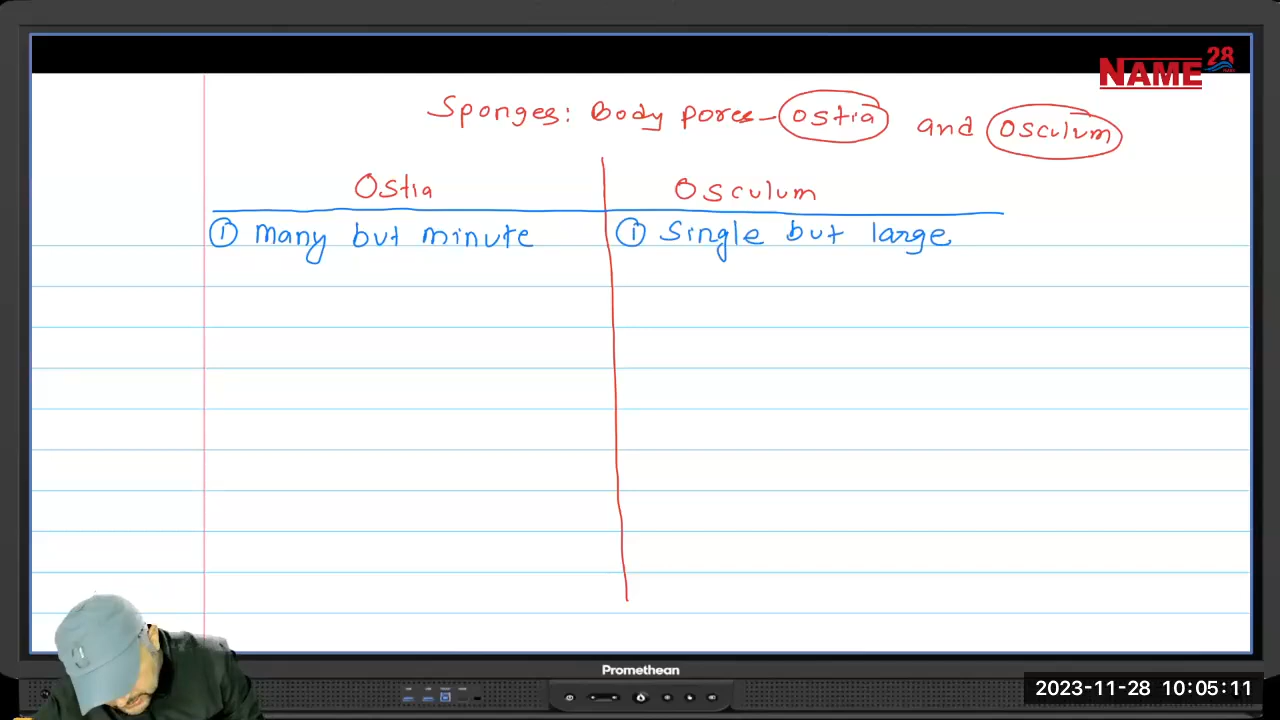 NAME 28
Sponges: Body pores - Ostia and Osculum
Ostia
Osculum
① Many but minute
① Single but large
Promethean
2023-11-28 10:05:11